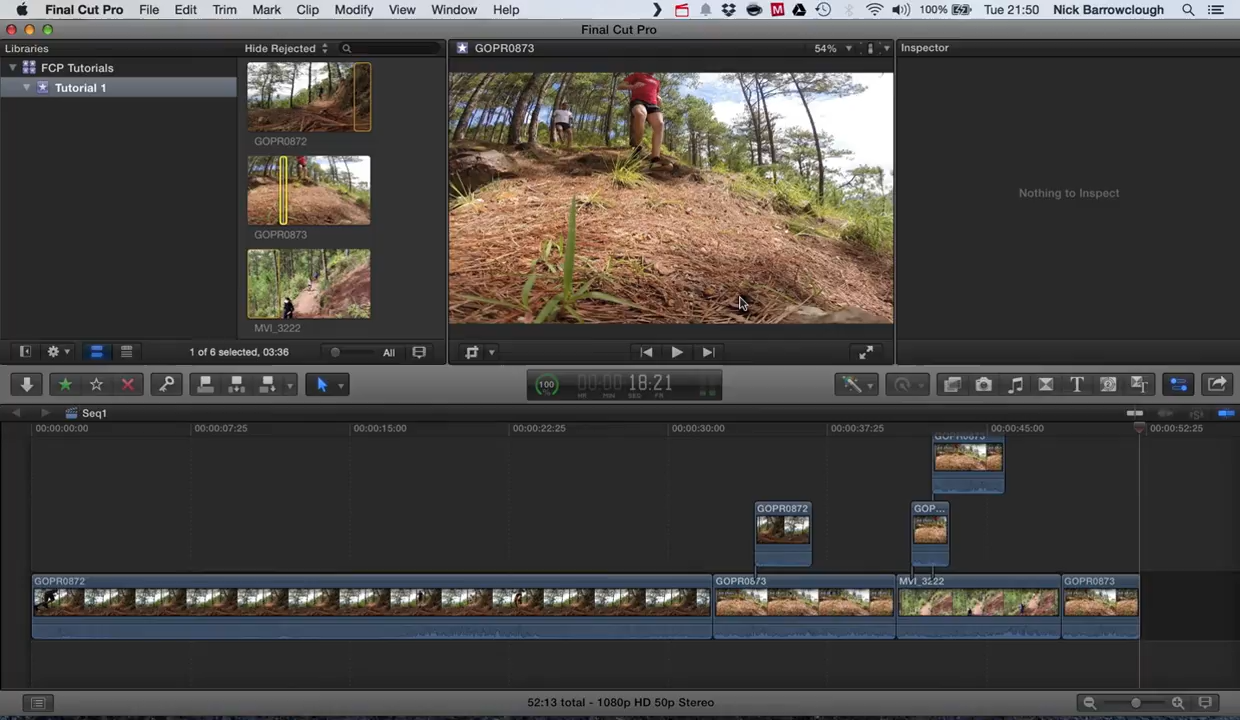 Final Cut Pro File Edit Trim Mark Clip Modify View Window Help 100% Tue 21:50 Nick Barrowclough
Final Cut Pro
Libraries
Hide Rejected
GOPR0873
54%
Inspector
FCP Tutorials
Tutorial 1
GOPR0872
GOPR0873
MVI_3222
Nothing to Inspect
1 of 6 selected, 03:36
All
100
00:00 18:21
HR MIN SEC FR
Seq1
00:00:00:00 00:00:07:25 00:00:15:00 00:00:22:25 00:00:30:00 00:00:37:25 00:00:45:00 00:00:52:25
GOPR0873
GOPR0872
GOP...
GOPR0872
GOPR0873
MVI_3222
GOPR0873
52:13 total - 1080p HD 50p Stereo